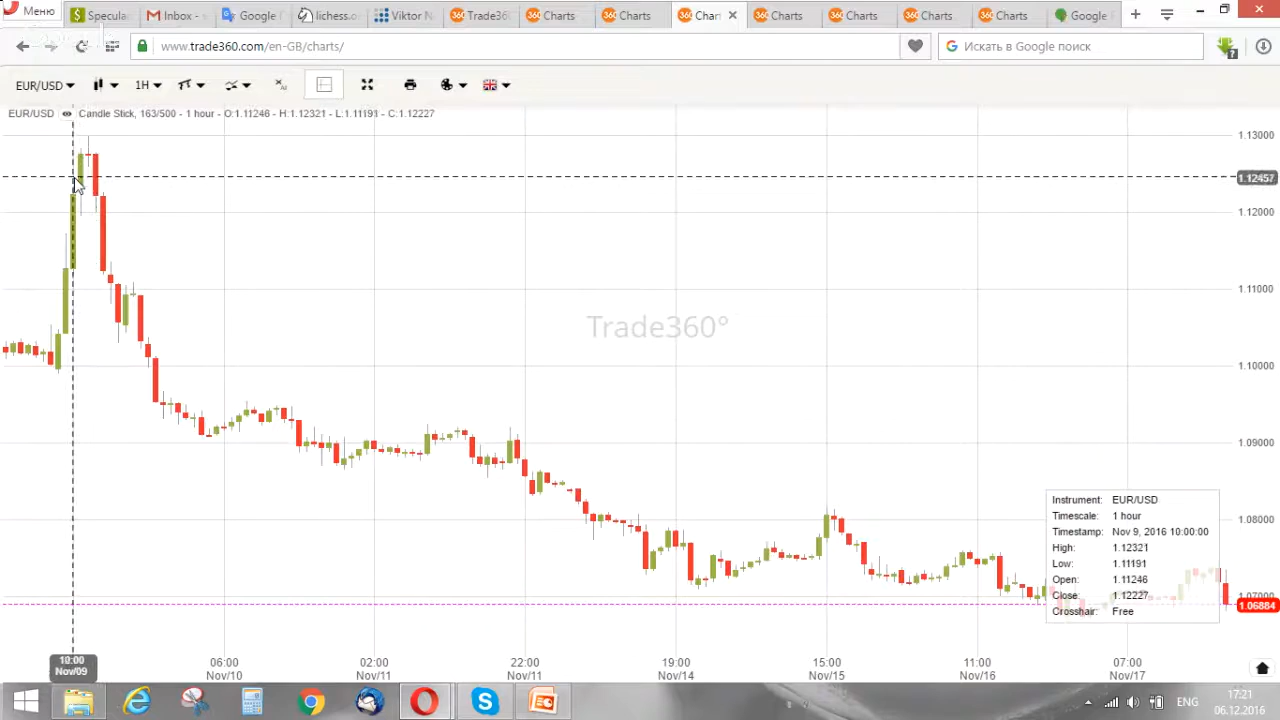 Меню
Specula
Inbox - s
Google П
lichess.o
Viktor N
Trade36
Charts
Charts
Chart
Charts
Charts
Charts
Charts
Google F
www.trade360.com/en-GB/charts/
Искать в Google поиск
EUR/USD
1H
EUR/USD Candle Stick, 163/500 - 1 hour - O:1.11246 - H:1.12321 - L:1.11191 - C:1.12227
1.13000
1.12457
1.12000
1.11000
Trade360°
1.10000
1.09000
1.08000
Instrument: EUR/USD
Timescale: 1 hour
Timestamp: Nov 9, 2016 10:00:00
High: 1.12321
Low: 1.11191
Open: 1.11246
Close: 1.12227
Crosshair: Free
1.07000
1.06884
10:00 06:00 02:00 22:00 19:00 15:00 11:00 07:00
Nov/09 Nov/10 Nov/11 Nov/11 Nov/14 Nov/15 Nov/16 Nov/17
ENG
17:21
06.12.2016